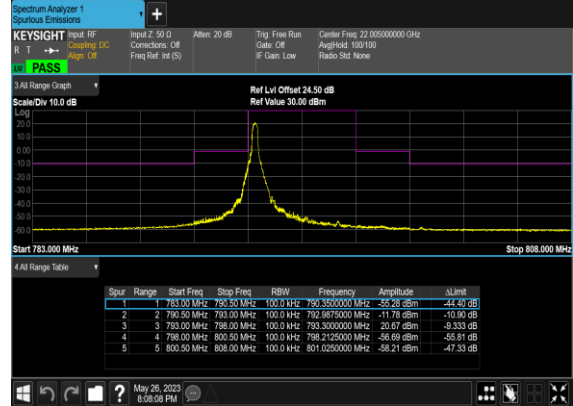 Spectrum Analyzer 1
Spurious Emissions
+
KEYSIGHT Input: RF Input Z: 50 Ω Atten: 20 dB Trig: Free Run Center Freq: 22.005000000 GHz
R T Coupling: DC Corrections: Off Gate: Off Avg|Hold: 100/100
Align: Off Freq Ref: Int (S) IF Gain: Low Radio Std: None
PASS
3 All Range Graph Ref Lvl Offset 24.50 dB
Scale/Div 10.0 dB Ref Value 30.00 dBm
Log
20.0
10.0
0.00
-10.0
-20.0
-30.0
-40.0
-50.0
-60.0
Start 783.000 MHz Stop 808.000 MHz
4 All Range Table
Spur Range Start Freq Stop Freq RBW Frequency Amplitude ΔLimit
1 1 783.00 MHz 790.50 MHz 100.0 kHz 790.3500000 MHz -55.28 dBm -44.40 dB
2 2 790.50 MHz 793.00 MHz 100.0 kHz 792.9875000 MHz -11.78 dBm -10.90 dB
3 3 793.00 MHz 798.00 MHz 100.0 kHz 793.3000000 MHz 20.67 dBm -9.333 dB
4 4 798.00 MHz 800.50 MHz 100.0 kHz 798.2125000 MHz -56.69 dBm -55.81 dB
5 5 800.50 MHz 808.00 MHz 100.0 kHz 801.0250000 MHz -58.21 dBm -47.33 dB
? May 26, 2023
8:08:08 PM